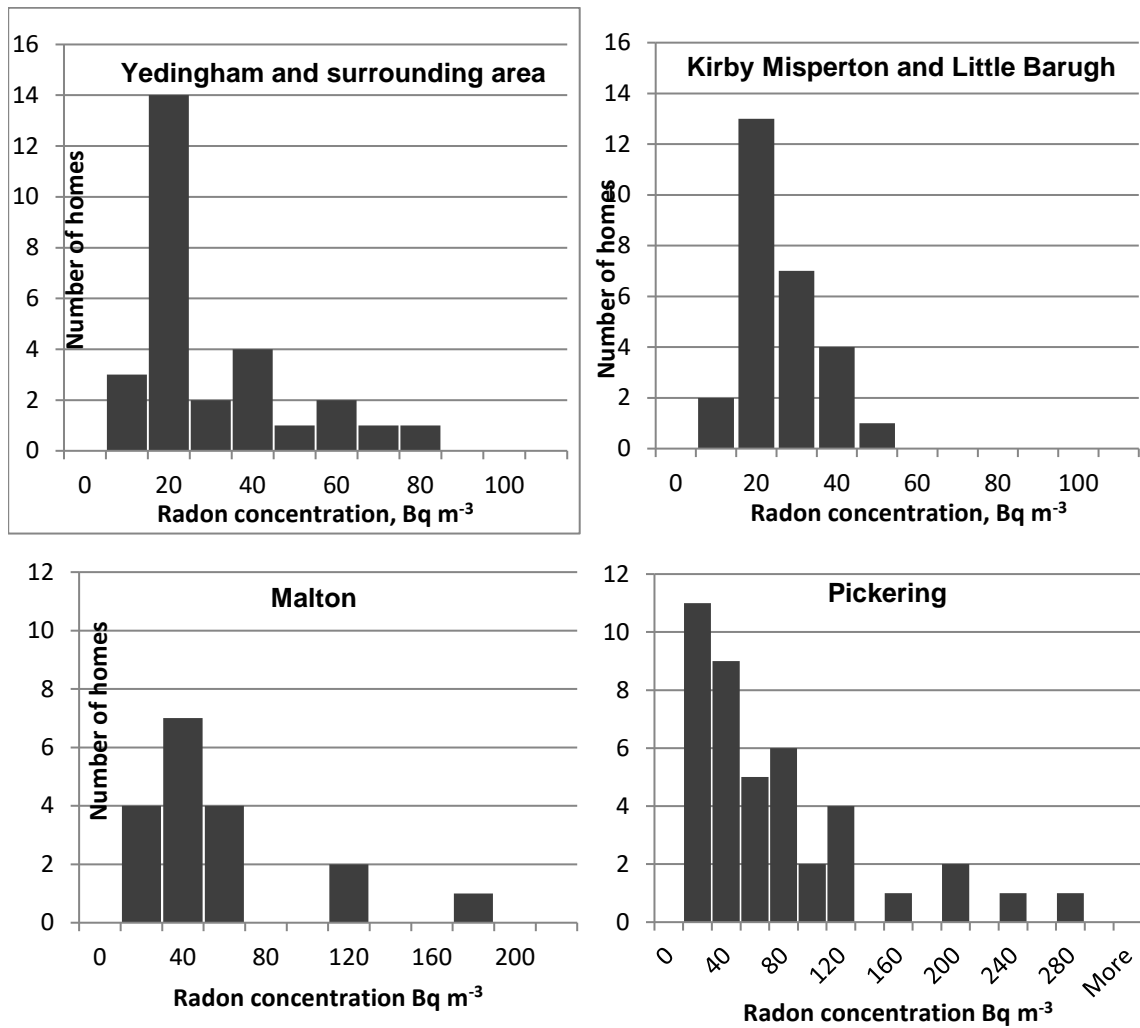 Yedingham and surrounding area
Number of homes
16
14
12
10
8
6
4
2
0
0 20 40 60 80 100
Radon concentration, Bq m-3
Kirby Misperton and Little Barugh
Number of homes
16
14
12
10
8
6
4
2
0
0 20 40 60 80 100
Radon concentration, Bq m-3
Malton
Number of homes
12
10
8
6
4
2
0
0 40 80 120 160 200
Radon concentration Bq m-3
Pickering
12
10
8
6
4
2
0
0 40 80 120 160 200 240 280 More
Radon concentration Bq m-3